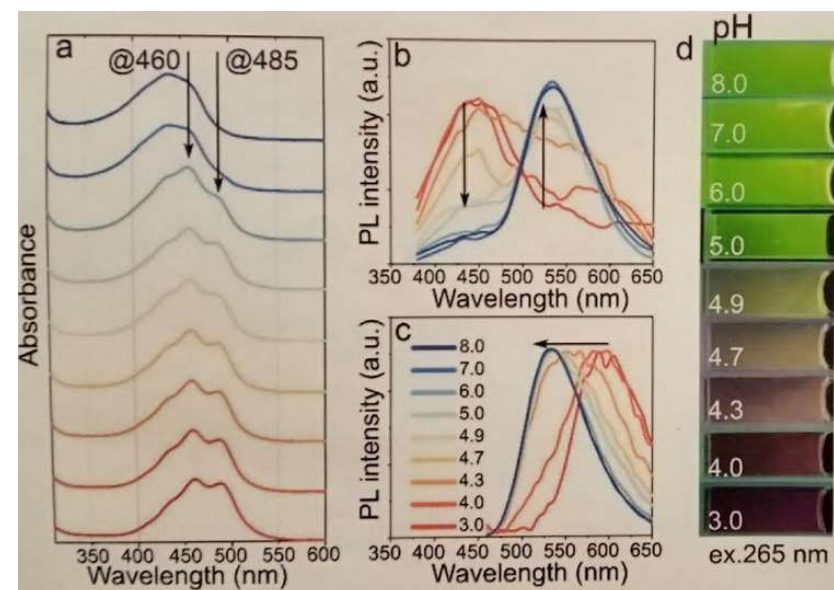 a
@460
@485
Absorbance
350 400 450 500 550 600
Wavelength (nm)
b
PL intensity (a.u.)
350 400 450 500 550 600 650
Wavelength (nm)
c
8.0
7.0
6.0
5.0
4.9
4.7
4.3
4.0
3.0
PL intensity (a.u.)
350 400 450 500 550 600 650
Wavelength (nm)
d
pH
8.0
7.0
6.0
5.0
4.9
4.7
4.3
4.0
3.0
ex.265 nm